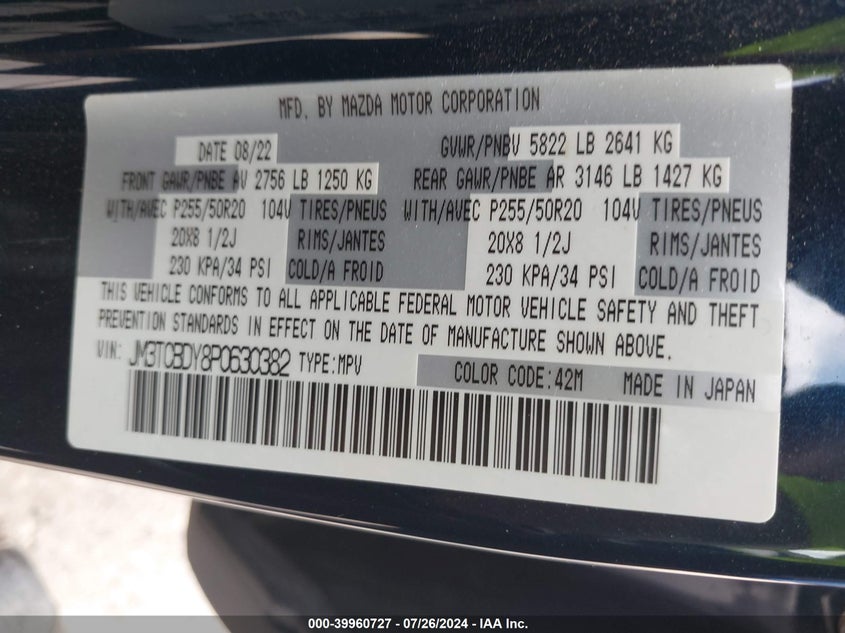 MFD. BY MAZDA MOTOR CORPORATION
DATE 08/22 GVWR/PNBV 5822 LB 2641 KG
FRONT GAWR/PNBE AV 2756 LB 1250 KG REAR GAWR/PNBE AR 3146 LB 1427 KG
WITH/AVEC P255/50R20 104V TIRES/PNEUS WITH/AVEC P255/50R20 104V TIRES/PNEUS
20X8 1/2J RIMS/JANTES 20X8 1/2J RIMS/JANTES
230 KPA/34 PSI COLD/A FROID 230 KPA/34 PSI COLD/A FROID
THIS VEHICLE CONFORMS TO ALL APPLICABLE FEDERAL MOTOR VEHICLE SAFETY AND THEFT
PREVENTION STANDARDS IN EFFECT ON THE DATE OF MANUFACTURE SHOWN ABOVE.
VIN: JM3TCBDY8P0630382 TYPE:MPV COLOR CODE:42M MADE IN JAPAN
000-39960727 - 07/26/2024 - IAA Inc.